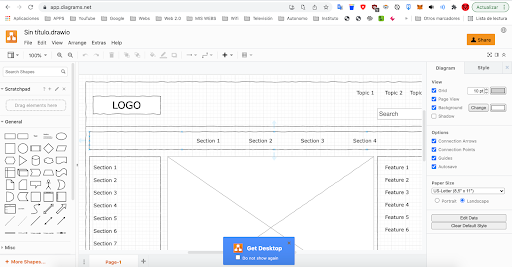 app.diagrams.net
Actualizar
Aplicaciones
APPS
YouTube
Google
Debs
Web 2.0
MIS WEBS
WIFI
Televisión
Autonomo
Instituto
Otros marcadores
Lista de lectura
Sin título.drawio
File Edit View Arrange Extras Help
Share
100%
Search Shapes
Scratchpad
Drag elements here
General
Text
Misc
+ More Shapes...
LOGO
Topic 1 Topic 2
Search
Section 1 Section 2 Section 3 Section 4
Section 1
Section 2
Section 3
Section 4
Section 5
Section 6
Section 7
Feature 1
Feature 2
Feature 3
Feature 4
Feature 5
Feature 6
Get Desktop
Do not show again
Page-1
Diagram Style
View
Grid 10 pt
Page View
Background Change
Shadow
Options
Connection Arrows
Connection Points
Guides
Autosave
Paper Size
US-Letter (8,5" x 11")
Portrait Landscape
Edit Data
Clear Default Style